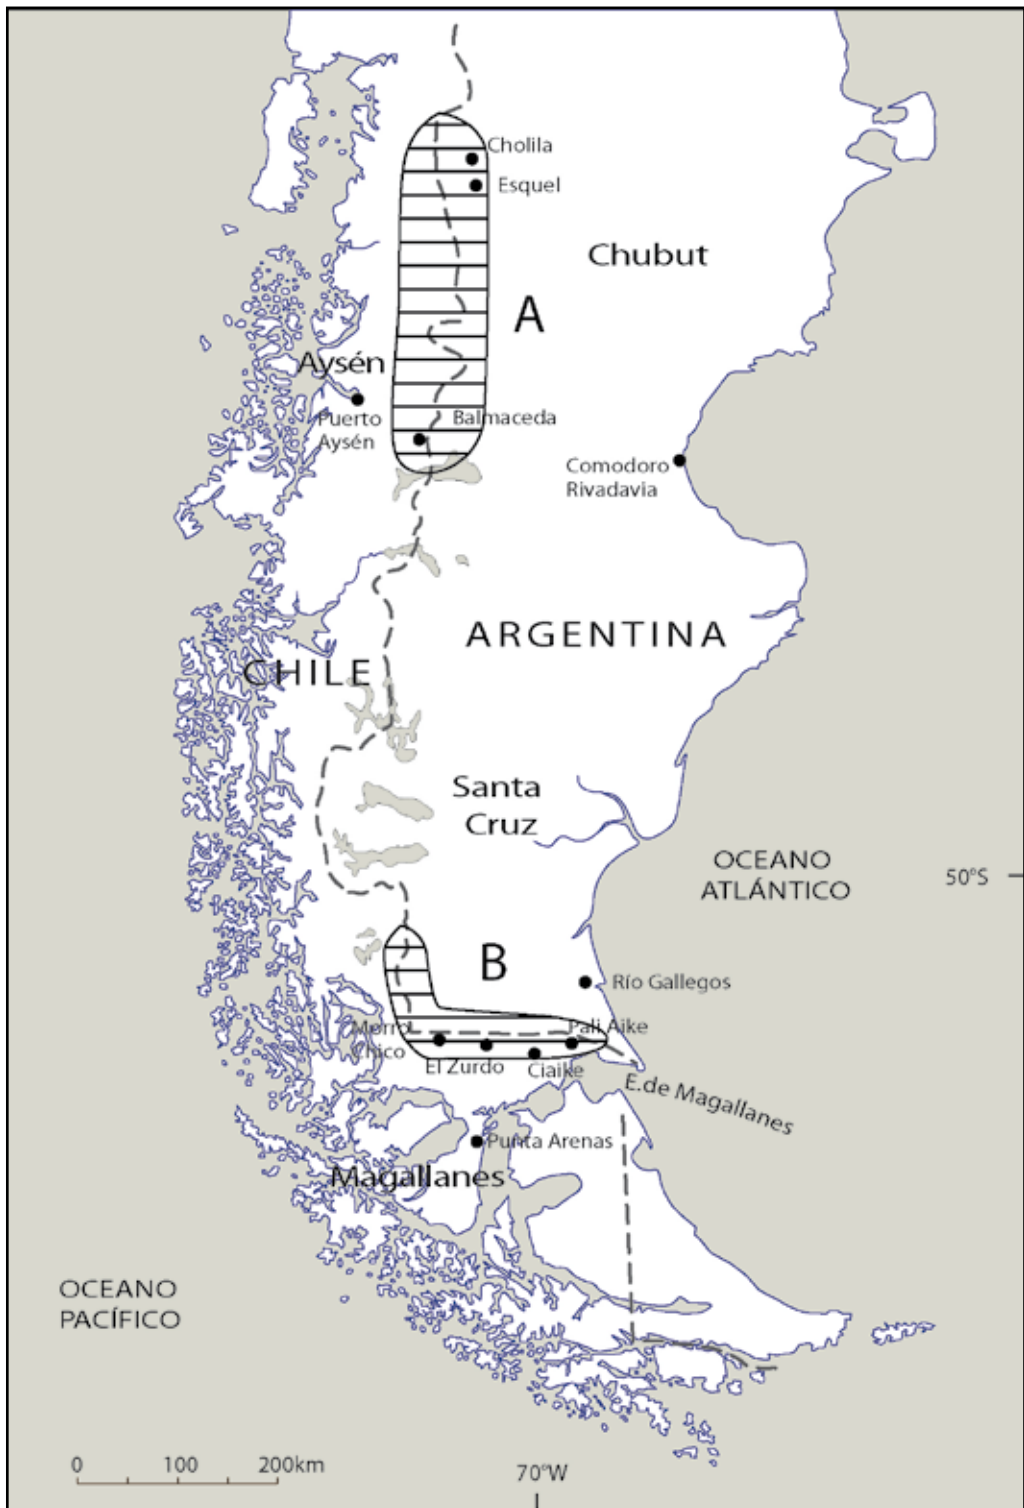 Cholila
Esquel
Chubut
A
Aysén
Puerto
Aysén
Balmaceda
Comodoro
Rivadavia
ARGENTINA
CHILE
Santa
Cruz
OCEANO
ATLÁNTICO
50°S
B
Río Gallegos
Morro
Chico
Pali Aike
El Zurdo
Ciaike
E.de Magallanes
Punta Arenas
Magallanes
OCEANO
PACÍFICO
0 100 200km
70°W